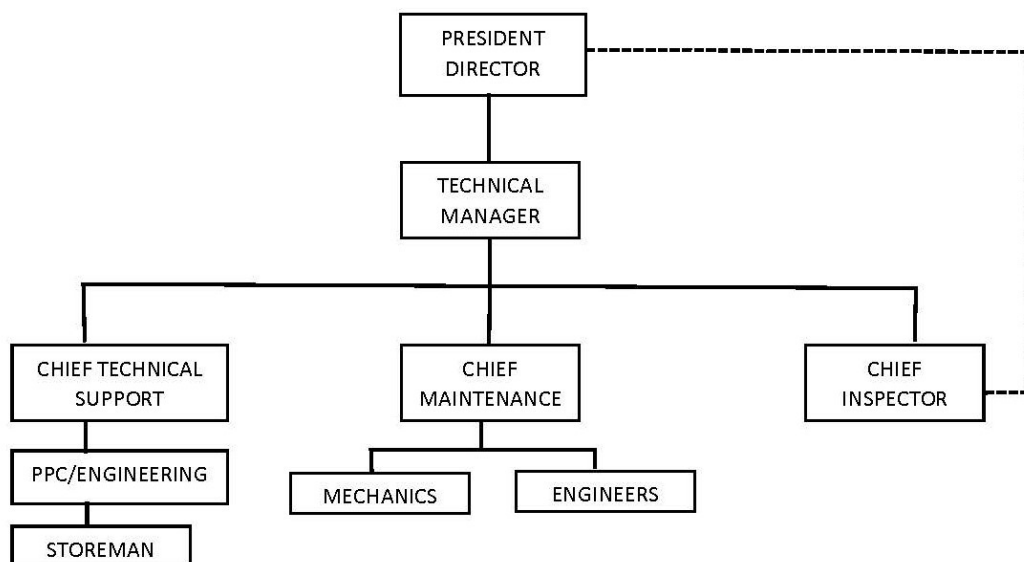 PRESIDENT
DIRECTOR
TECHNICAL
MANAGER
CHIEF TECHNICAL
SUPPORT
CHIEF
MAINTENANCE
CHIEF
INSPECTOR
PPC/ENGINEERING
MECHANICS
ENGINEERS
STOREMAN